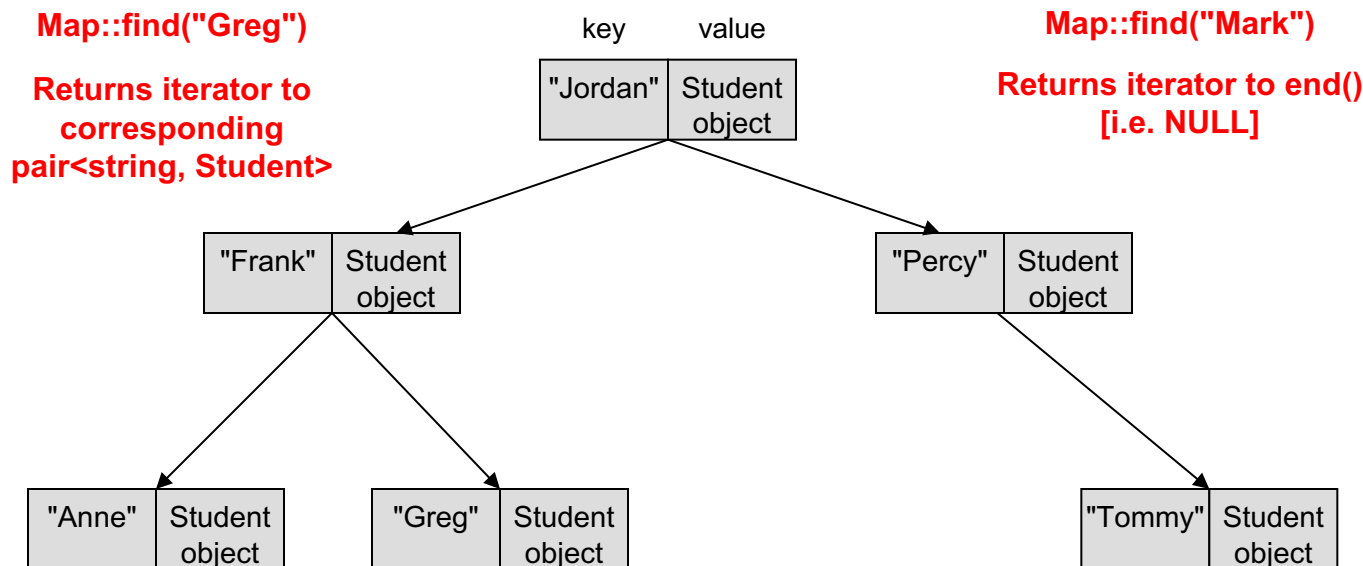 Map::find("Greg")
Returns iterator to
corresponding
pair<string, Student>
key value
Map::find("Mark")
Returns iterator to end()
[i.e. NULL]
"Jordan" Student
object
"Frank" Student
object
"Percy" Student
object
"Anne" Student
object
"Greg" Student
object
"Tommy" Student
object